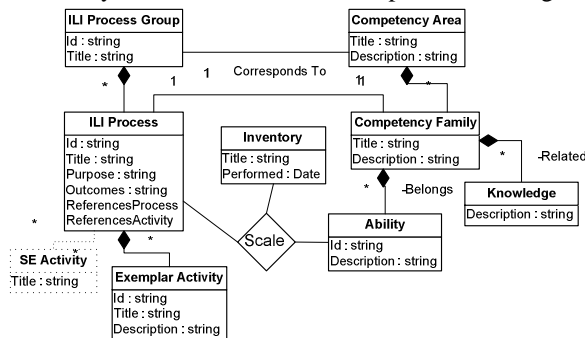 ILI Process Group
Id : string
Title : string
*
Competency Area
Title : string
Description : string
*
1
1
Corresponds To
1
1
ILI Process
Id : string
Title : string
Purpose : string
Outcomes : string
ReferencesProcess
ReferencesActivity
*
*
*
Inventory
Title : string
Performed : Date
Scale
Competency Family
Title : string
Description : string
*
-Belongs
*
-Related
Knowledge
Description : string
Ability
Id : string
Description : string
SE Activity
Title : string
Exemplar Activity
Id : string
Title : string
Description : string